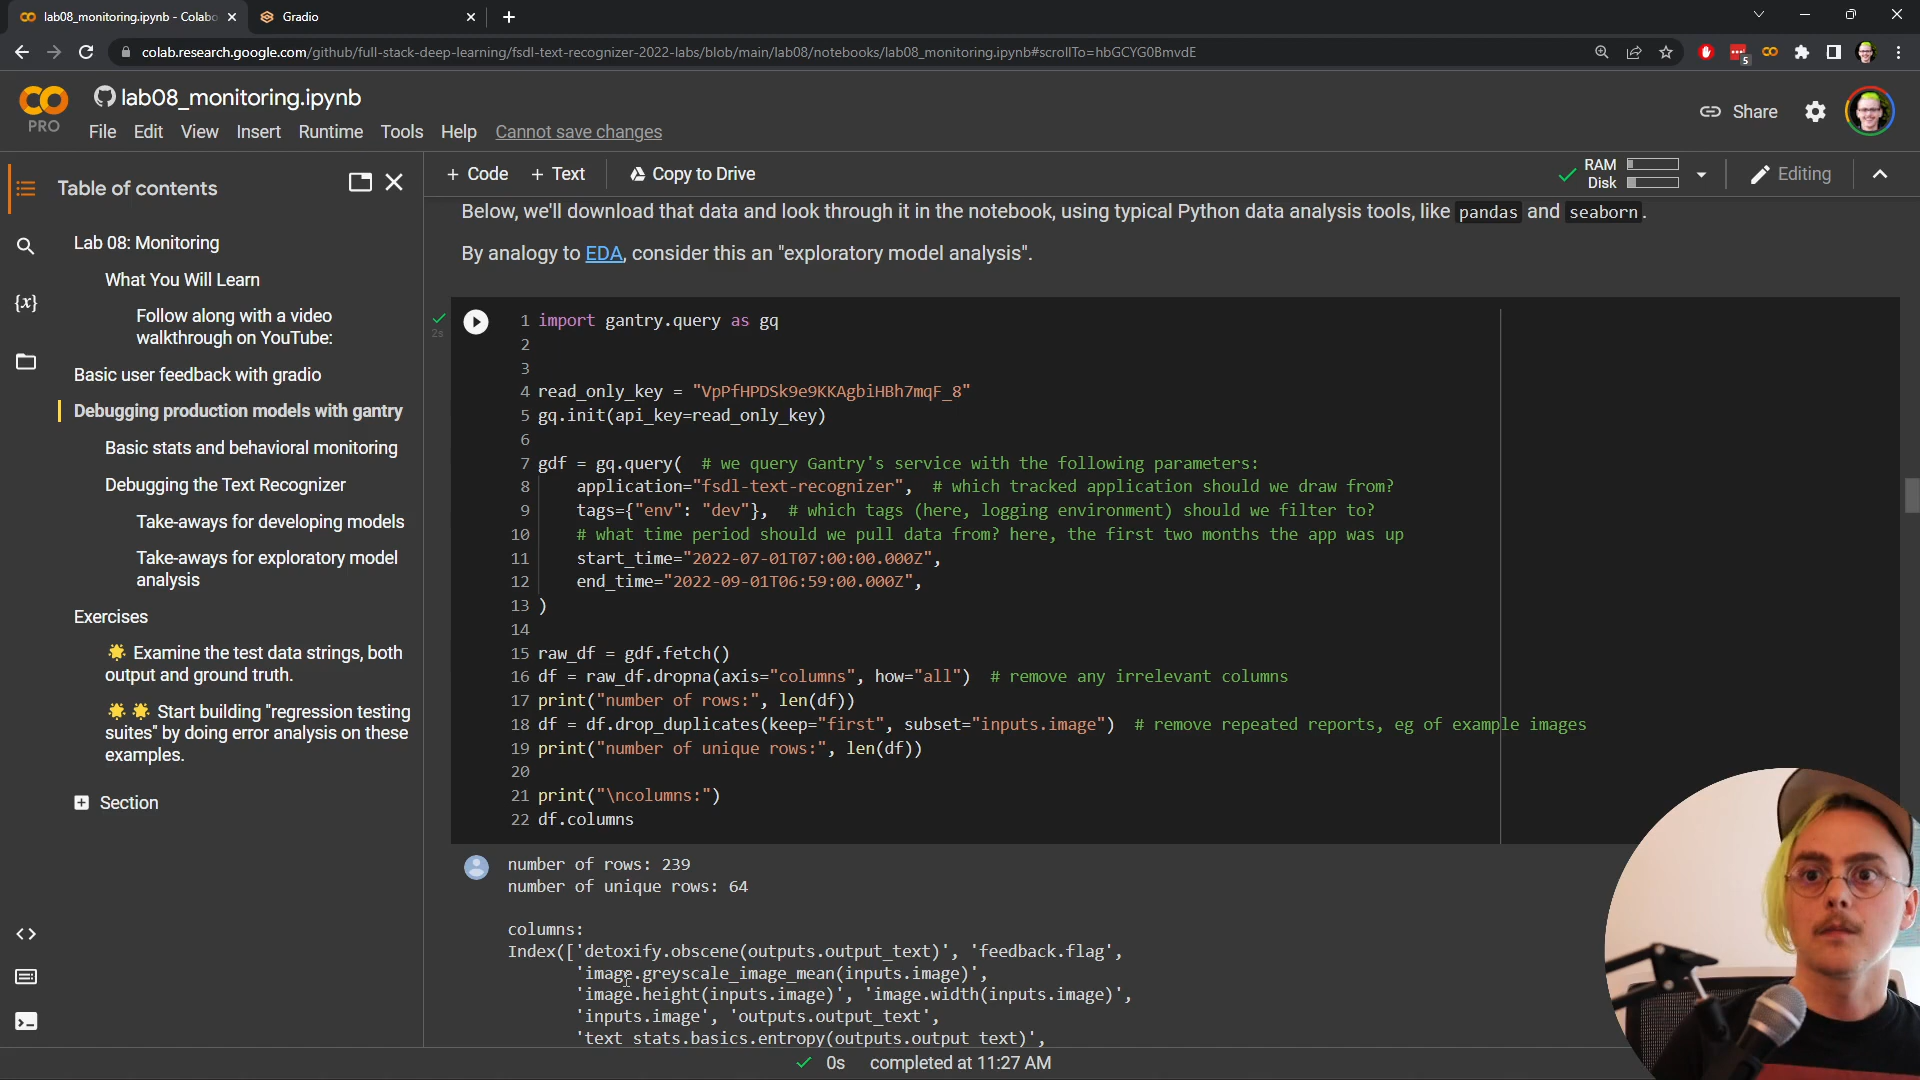 lab08_monitoring.ipynb - Colabo
Gradio
colab.research.google.com/github/full-stack-deep-learning/fsdl-text-recognizer-2022-labs/blob/main/lab08/notebooks/lab08_monitoring.ipynb#scrollTo=hbGCYG0BmvdE
5
PRO
lab08_monitoring.ipynb
File Edit View Insert Runtime Tools Help Cannot save changes
Share
Table of contents
+ Code + Text Copy to Drive
RAM
Disk
Editing
Lab 08: Monitoring
What You Will Learn
Follow along with a video
walkthrough on YouTube:
Basic user feedback with gradio
Debugging production models with gantry
Basic stats and behavioral monitoring
Debugging the Text Recognizer
Take-aways for developing models
Take-aways for exploratory model
analysis
Exercises
🌟 Examine the test data strings, both
output and ground truth.
🌟 🌟 Start building "regression testing
suites" by doing error analysis on these
examples.
Section
{x}
Below, we'll download that data and look through it in the notebook, using typical Python data analysis tools, like pandas and seaborn.
By analogy to EDA, consider this an "exploratory model analysis".
2s
1 import gantry.query as gq
2
3
4 read_only_key = "VpPfHPDSk9e9KKAgbiHBh7mqF_8"
5 gq.init(api_key=read_only_key)
6
7 gdf = gq.query(  # we query Gantry's service with the following parameters:
8     application="fsdl-text-recognizer",  # which tracked application should we draw from?
9     tags={"env": "dev"},  # which tags (here, logging environment) should we filter to?
10     # what time period should we pull data from? here, the first two months the app was up
11     start_time="2022-07-01T07:00:00.000Z",
12     end_time="2022-09-01T06:59:00.000Z",
13 )
14
15 raw_df = gdf.fetch()
16 df = raw_df.dropna(axis="columns", how="all")  # remove any irrelevant columns
17 print("number of rows:", len(df))
18 df = df.drop_duplicates(keep="first", subset="inputs.image")  # remove repeated reports, eg of example images
19 print("number of unique rows:", len(df))
20
21 print("\ncolumns:")
22 df.columns
number of rows: 239
number of unique rows: 64
columns:
Index(['detoxify.obscene(outputs.output_text)', 'feedback.flag',
'image.greyscale_image_mean(inputs.image)',
'image.height(inputs.image)', 'image.width(inputs.image)',
'inputs.image', 'outputs.output_text',
'text_stats.basics.entropy(outputs.output_text)',
0s completed at 11:27 AM